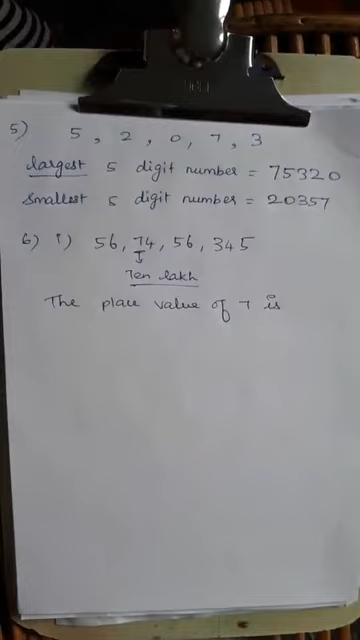 5) 5, 2, 0, 7, 3
largest 5 digit number = 75320
Smallest 5 digit number = 20357
6) i) 56, 74, 56, 345
Ten lakh
The place value of 7 is